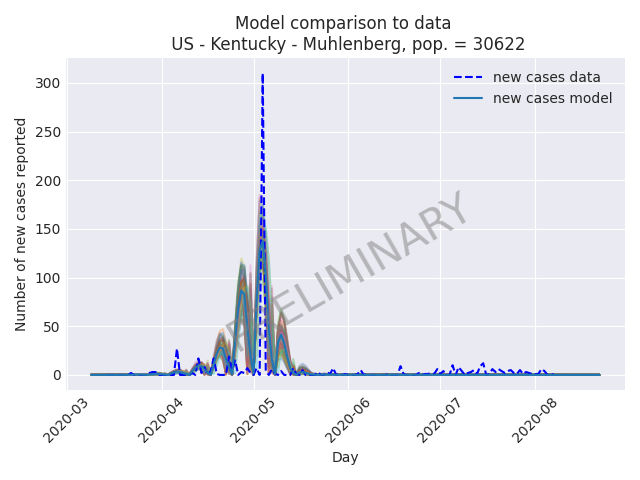 Model comparison to data
US - Kentucky - Muhlenberg, pop. = 30622
new cases data
new cases model
Number of new cases reported
300
250
200
150
100
50
0
PRELIMINARY
2020-03
2020-04
2020-05
2020-06
2020-07
2020-08
Day